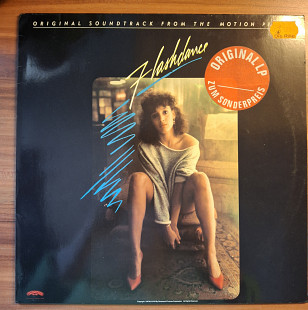 ORIGINAL SOUNDTRACK FROM THE MOTION
Flashdance
ORIGINAL LP
ZUM SONDERPREIS